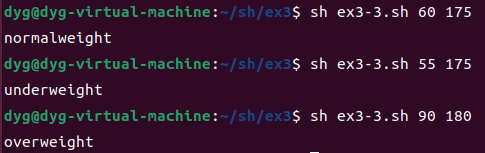 dyg@dyg-virtual-machine:~/sh/ex3$ sh ex3-3.sh 60 175
normalweight
dyg@dyg-virtual-machine:~/sh/ex3$ sh ex3-3.sh 55 175
underweight
dyg@dyg-virtual-machine:~/sh/ex3$ sh ex3-3.sh 90 180
overweight